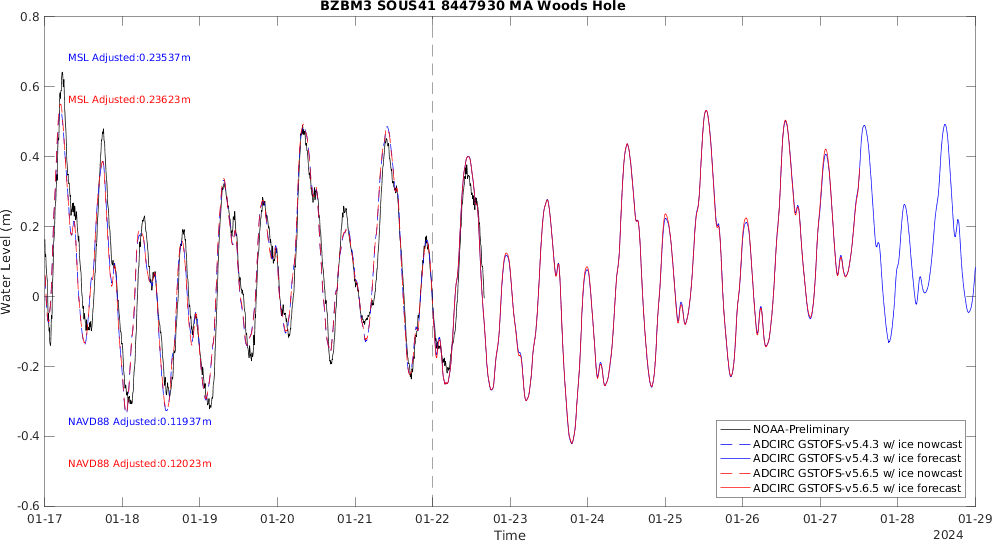 BZBM3 SOUS41 8447930 MA Woods Hole
0.8
0.6
0.4
0.2
0
-0.2
-0.4
-0.6
Water Level (m)
MSL Adjusted:0.23537m
MSL Adjusted:0.23623m
NAVD88 Adjusted:0.11937m
NAVD88 Adjusted:0.12023m
NOAA-Preliminary
ADCIRC GSTOFS-v5.4.3 w/ ice nowcast
ADCIRC GSTOFS-v5.4.3 w/ ice forecast
ADCIRC GSTOFS-v5.6.5 w/ ice nowcast
ADCIRC GSTOFS-v5.6.5 w/ ice forecast
01-17 01-18 01-19 01-20 01-21 01-22 01-23 01-24 01-25 01-26 01-27 01-28 01-29
Time
2024